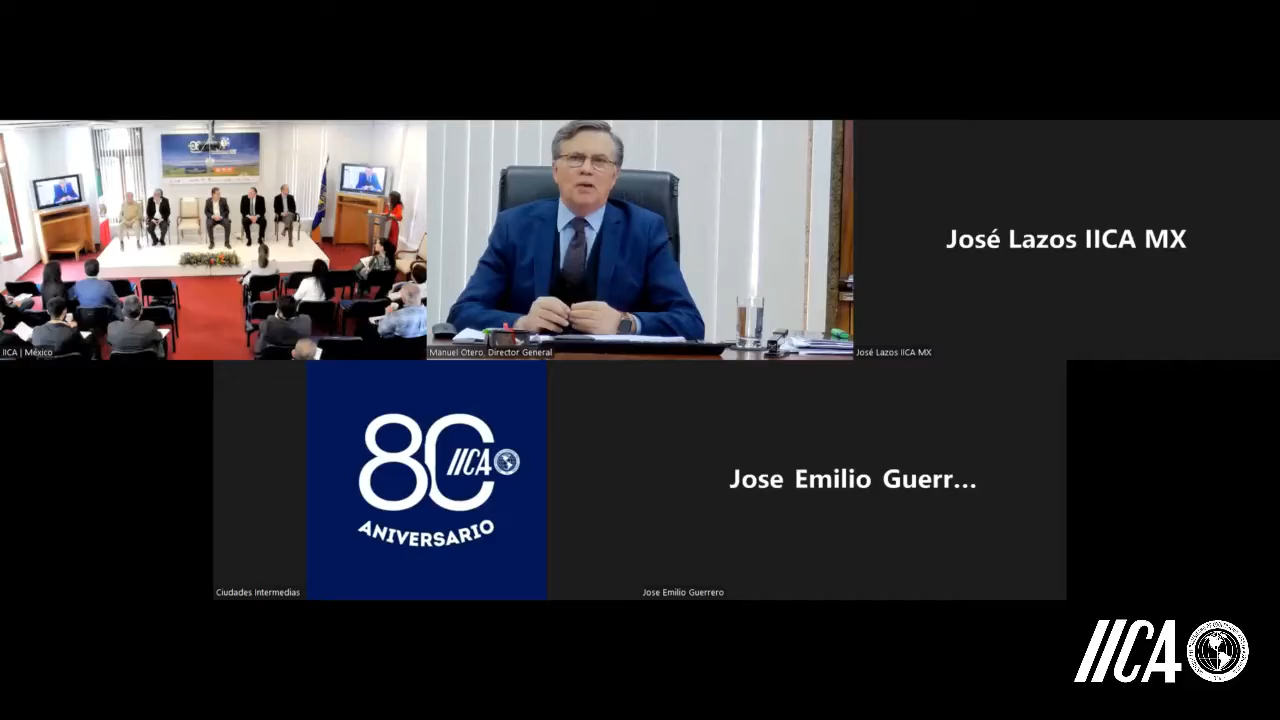 IICA | México
Manuel Otero, Director General
José Lazos IICA MX
José Lazos IICA MX
80
IICA
ANIVERSARIO
Ciudades Intermedias
Jose Emilio Guerr...
Jose Emilio Guerrero
IICA